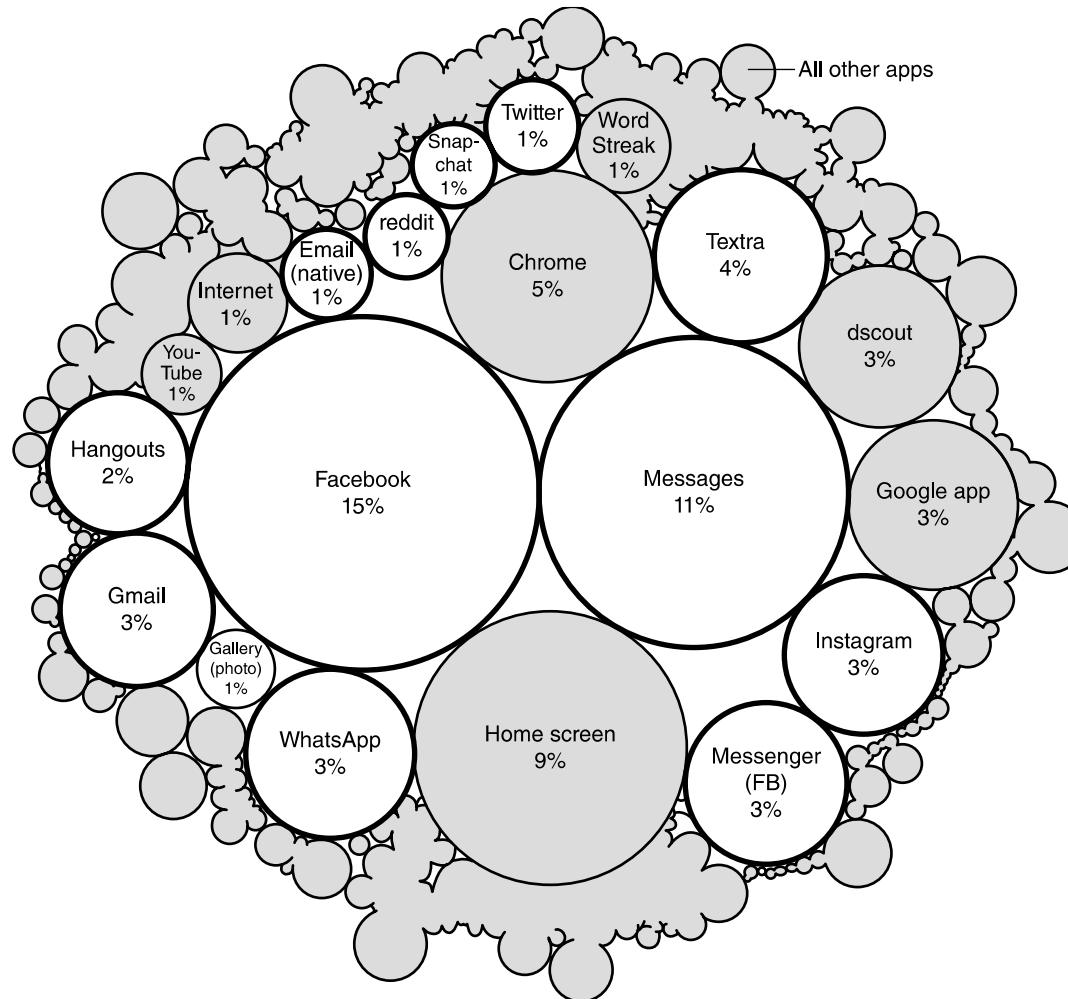 All other apps
Twitter
1%
Word
Streak
1%
Snap-
chat
1%
reddit
1%
Textra
4%
Email
(native)
1%
Chrome
5%
Internet
1%
dscout
3%
You-
Tube
1%
Hangouts
2%
Facebook
15%
Messages
11%
Google app
3%
Gmail
3%
Instagram
3%
Gallery
(photo)
1%
WhatsApp
3%
Home screen
9%
Messenger
(FB)
3%